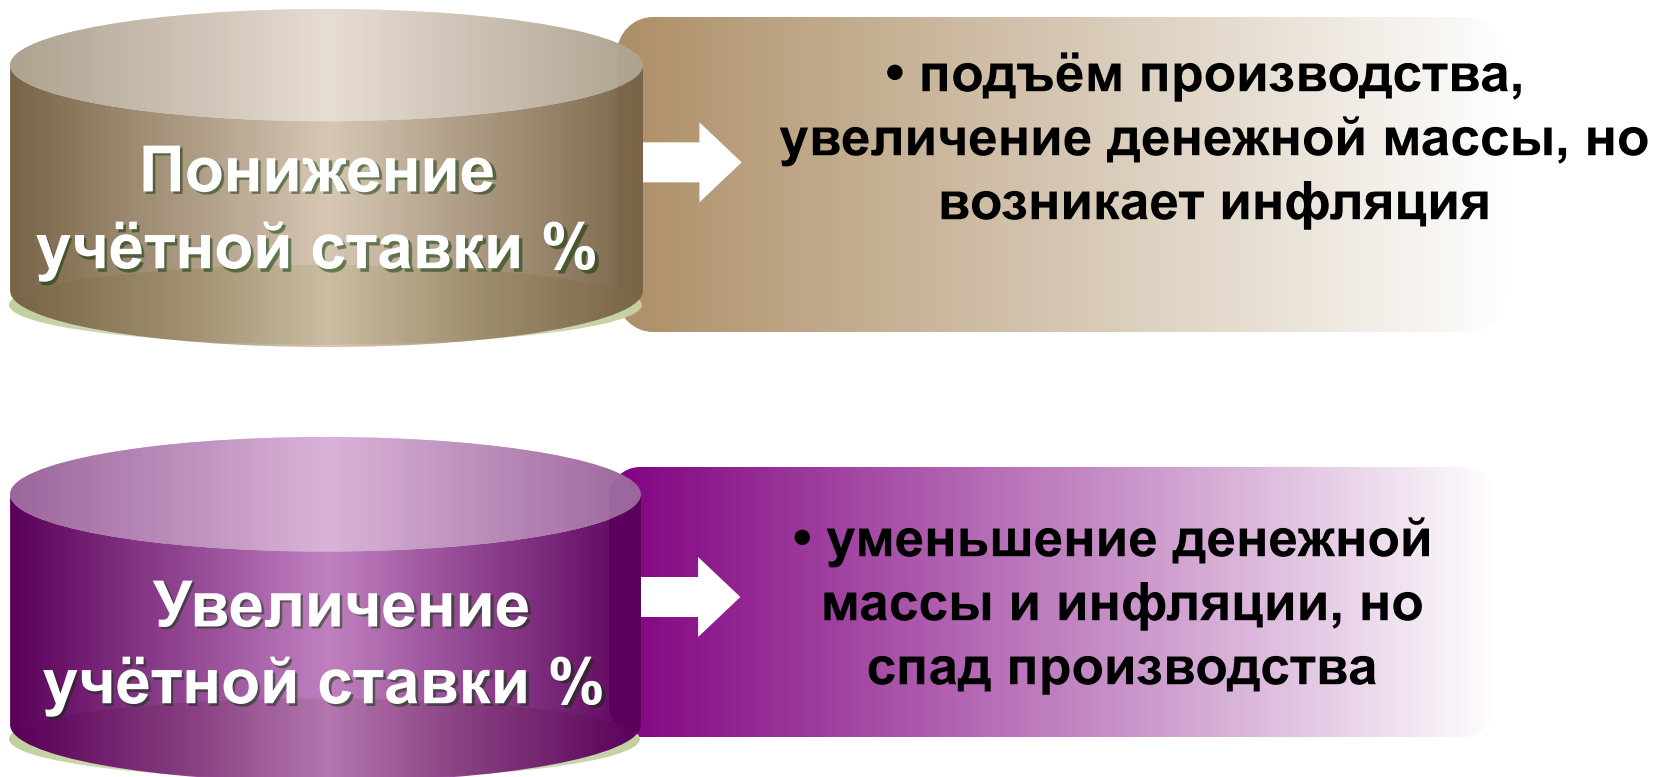 Понижение
учётной ставки %
• подъём производства,
увеличение денежной массы, но
возникает инфляция
Увеличение
учётной ставки %
• уменьшение денежной
массы и инфляции, но
спад производства